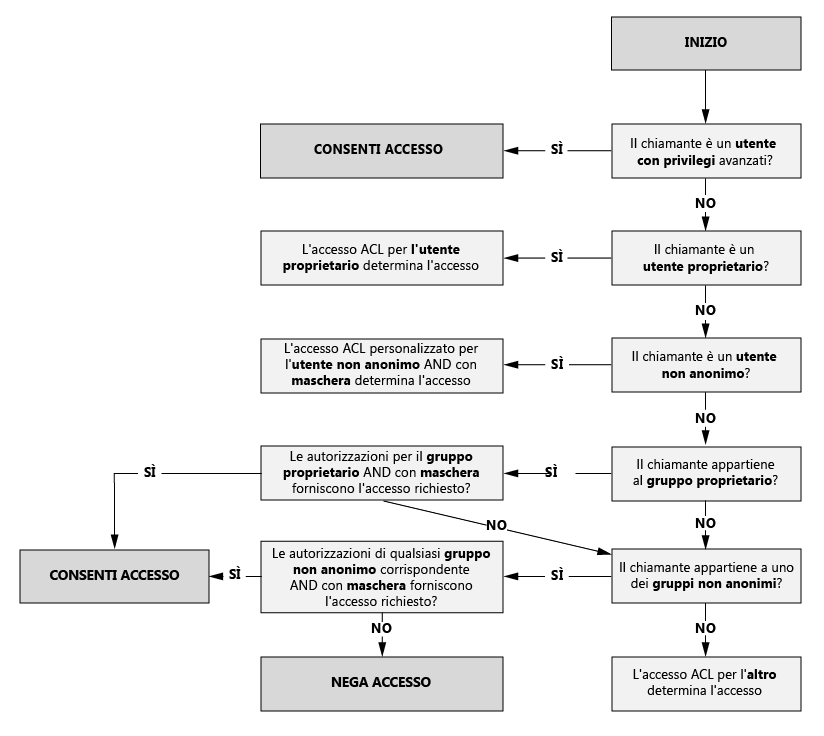 INIZIO
Il chiamante è un utente
con privilegi avanzati?
SÌ
CONSENTI ACCESSO
NO
Il chiamante è un
utente proprietario?
SÌ
L'accesso ACL per l'utente
proprietario determina l'accesso
NO
Il chiamante è un utente
non anonimo?
SÌ
L'accesso ACL personalizzato per
l'utente non anonimo AND con
maschera determina l'accesso
NO
Il chiamante appartiene
al gruppo proprietario?
SÌ
Le autorizzazioni per il gruppo
proprietario AND con maschera
forniscono l'accesso richiesto?
SÌ
NO
NO
Il chiamante appartiene a uno
dei gruppi non anonimi?
SÌ
Le autorizzazioni di qualsiasi gruppo
non anonimo corrispondente
AND con maschera forniscono
l'accesso richiesto?
SÌ
CONSENTI ACCESSO
NO
NO
NEGA ACCESSO
L'accesso ACL per l'altro
determina l'accesso